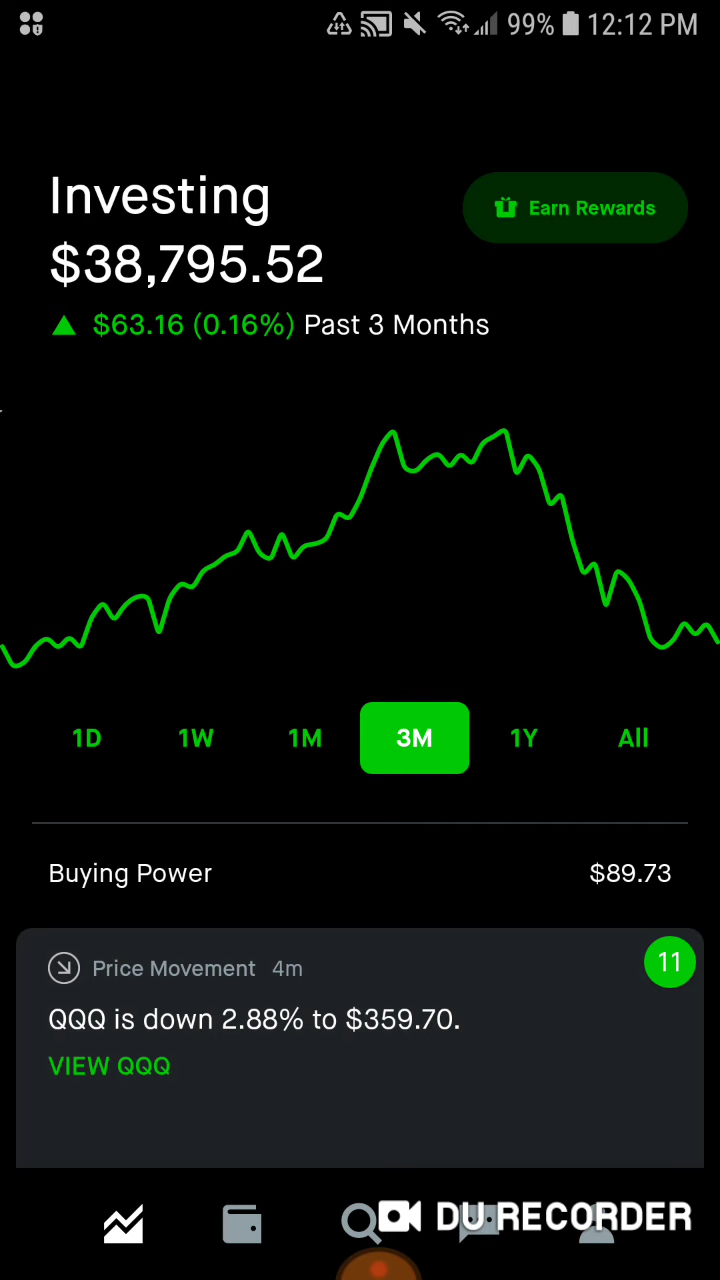 99% 12:12 PM
Investing
Earn Rewards
$38,795.52
$63.16 (0.16%) Past 3 Months
1D 1W 1M 3M 1Y All
Buying Power $89.73
Price Movement 4m 11
QQQ is down 2.88% to $359.70.
VIEW QQQ
DU RECORDER